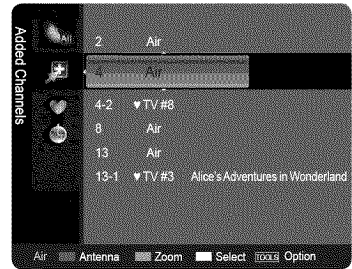 Added Channels
All
2 Air
4 Air
4-2 ♥ TV #8
8 Air
13 Air
13-1 ♥ TV #3 Alice's Adventures in Wonderland
Air Antenna Zoom Select TOOLS Option